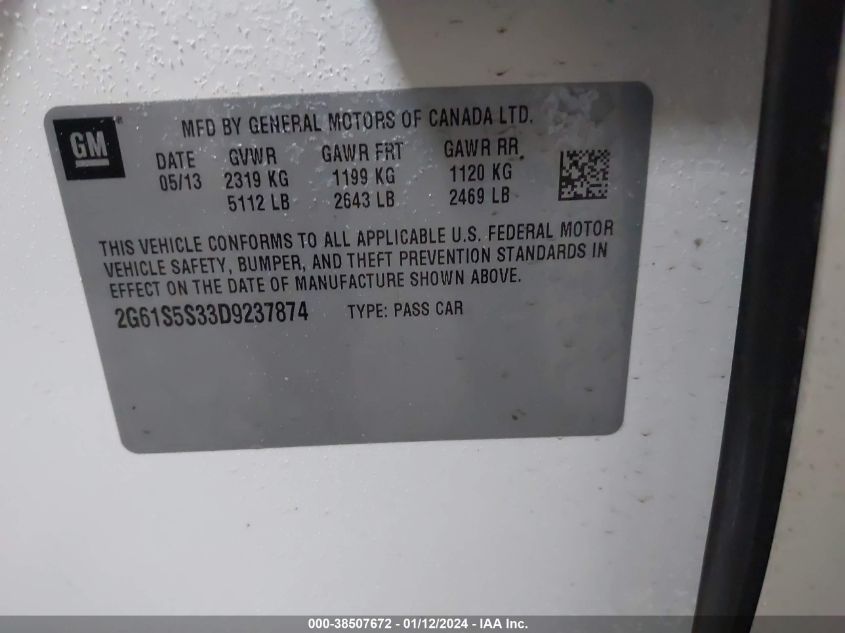 GM
MFD BY GENERAL MOTORS OF CANADA LTD.
DATE GVWR GAWR FRT GAWR RR
05/13 2319 KG 1199 KG 1120 KG
5112 LB 2643 LB 2469 LB
THIS VEHICLE CONFORMS TO ALL APPLICABLE U.S. FEDERAL MOTOR
VEHICLE SAFETY, BUMPER, AND THEFT PREVENTION STANDARDS IN
EFFECT ON THE DATE OF MANUFACTURE SHOWN ABOVE.
2G61S5S33D9237874 TYPE: PASS CAR
000-38507672 - 01/12/2024 - IAA Inc.